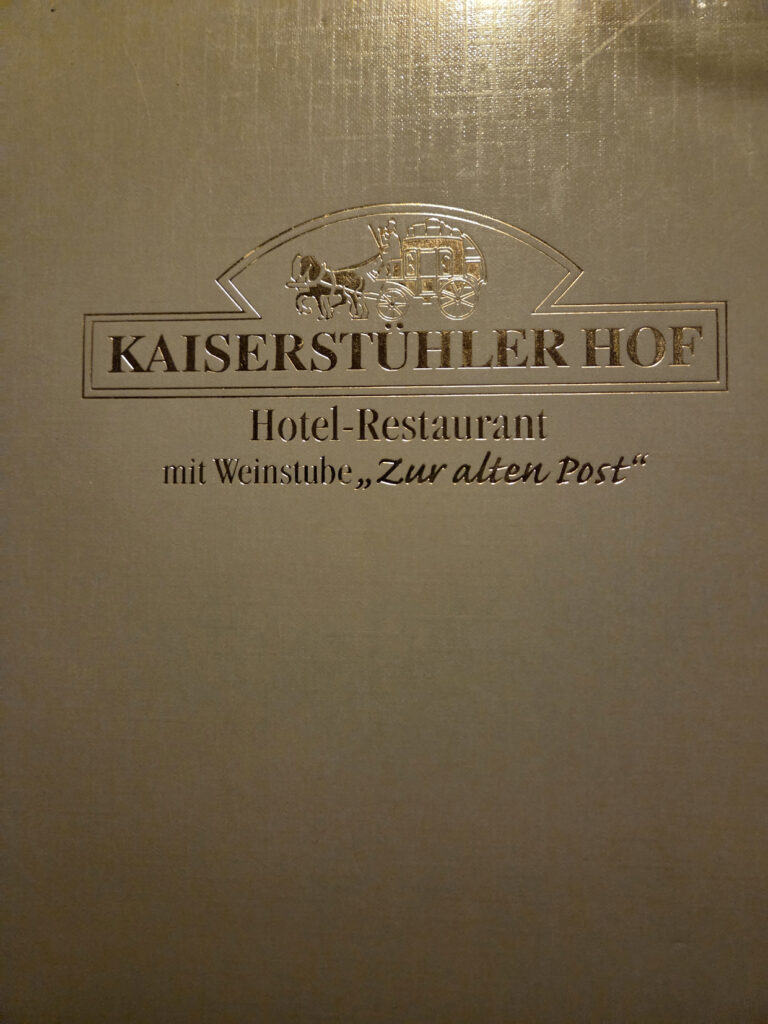 KAISERSTÜHLER HOF
Hotel-Restaurant
mit Weinstube „Zur alten Post“